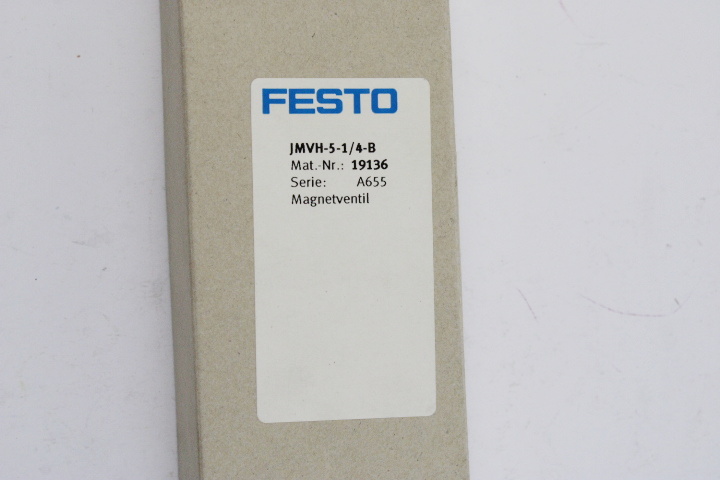 FESTO
JMVH-5-1/4-B
Mat.-Nr.: 19136
Serie: A655
Magnetventil